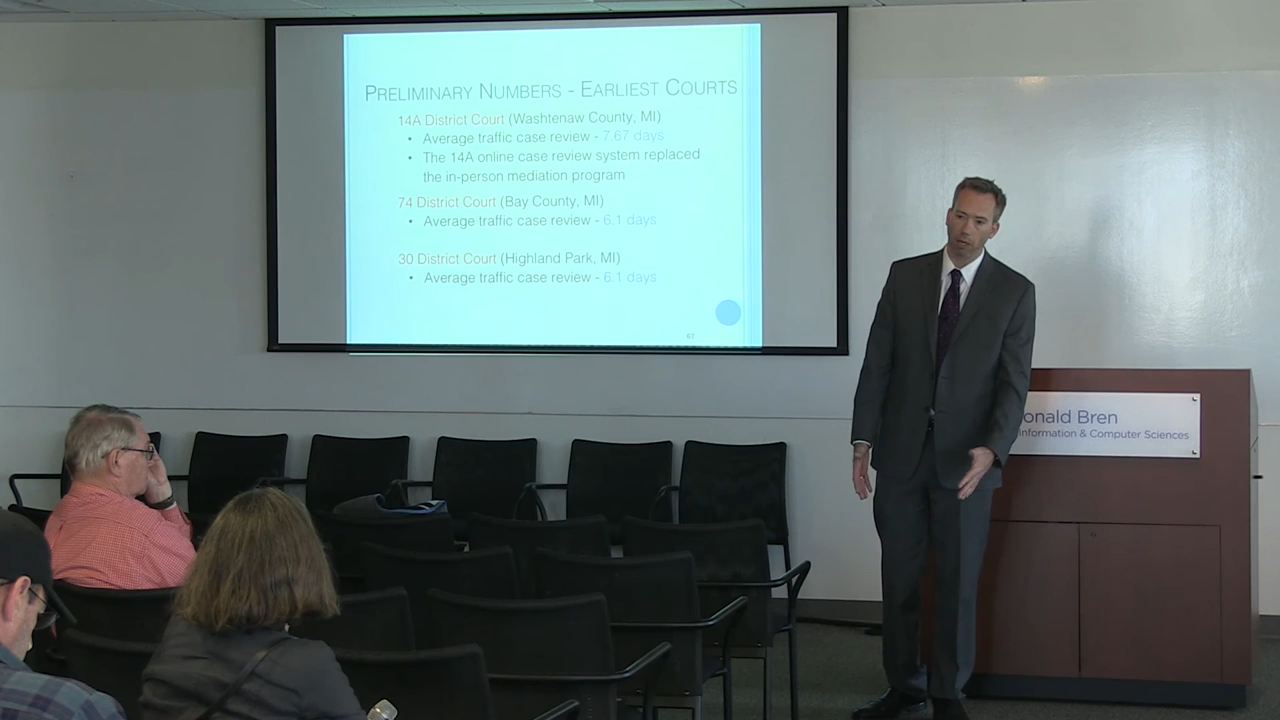 PRELIMINARY NUMBERS - EARLIEST COURTS
14A District Court (Washtenaw County, MI)
• Average traffic case review - 7.67 days
• The 14A online case review system replaced
the in-person mediation program
74 District Court (Bay County, MI)
• Average traffic case review - 6.1 days
30 District Court (Highland Park, MI)
• Average traffic case review - 6.1 days
67
onald Bren
Information & Computer Sciences